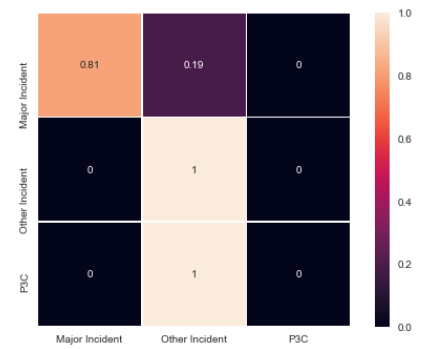 1.0
Major Incident 0.81 0.19 0
0.8
0.6
Other Incident 0 1 0
0.4
0.2
P3C 0 1 0
0.0
Major Incident Other Incident P3C